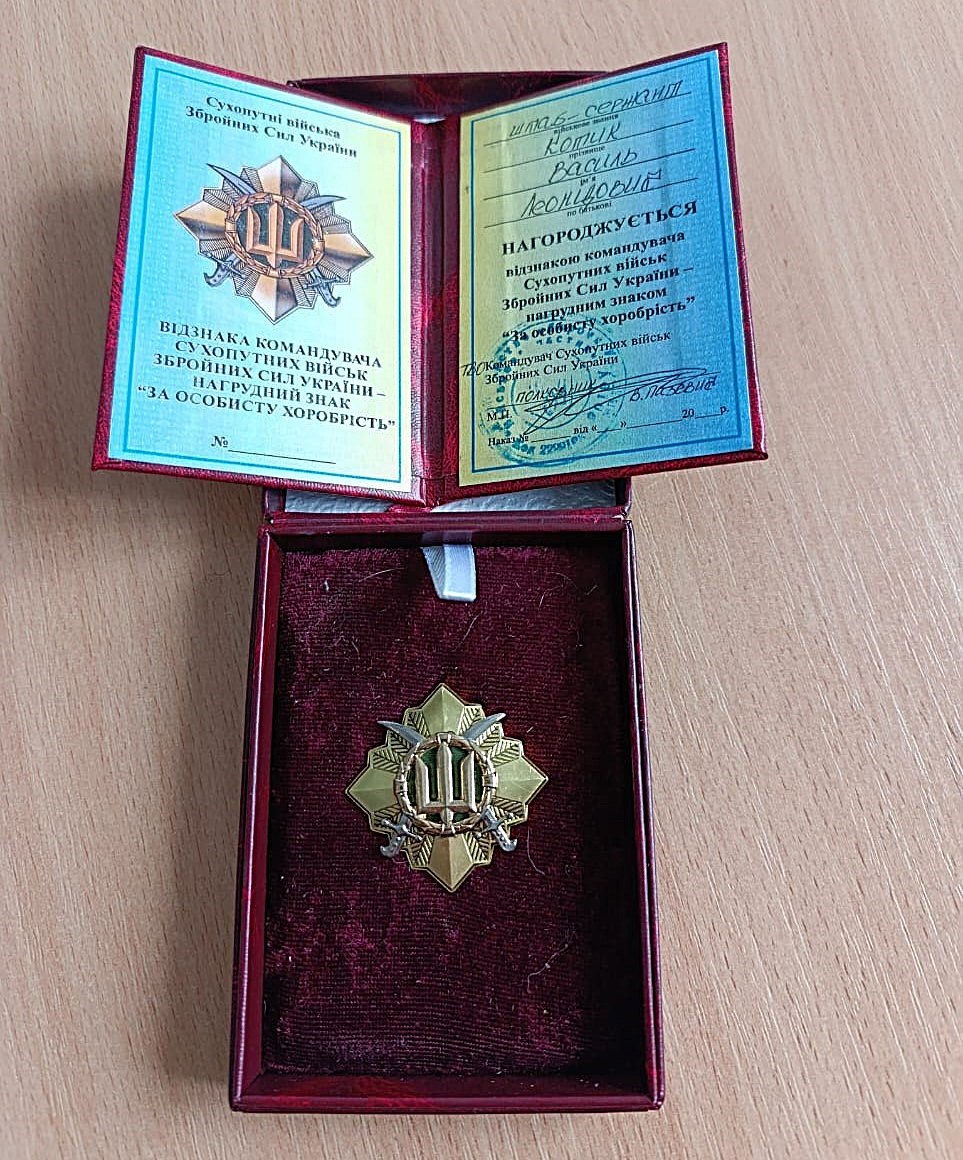 Сухопутні війська
Збройних Сил України
ВІДЗНАКА КОМАНДУВАЧА
СУХОПУТНИХ ВІЙСЬК
ЗБРОЙНИХ СИЛ УКРАЇНИ –
НАГРУДНИЙ ЗНАК
“ЗА ОСОБИСТУ ХОРОБРІСТЬ”
№
штаб-сержант
військове звання
Котик
прізвище
Василь
ім’я
Леонідович
по батькові
НАГОРОДЖУЄТЬСЯ
відзнакою командувача
Сухопутних військ
Збройних Сил України –
нагрудним знаком
“За особисту хоробрість”
ТВО Командувач Сухопутних військ
Збройних Сил України
полковник
М.П.
Наказ № від « » 20 р.